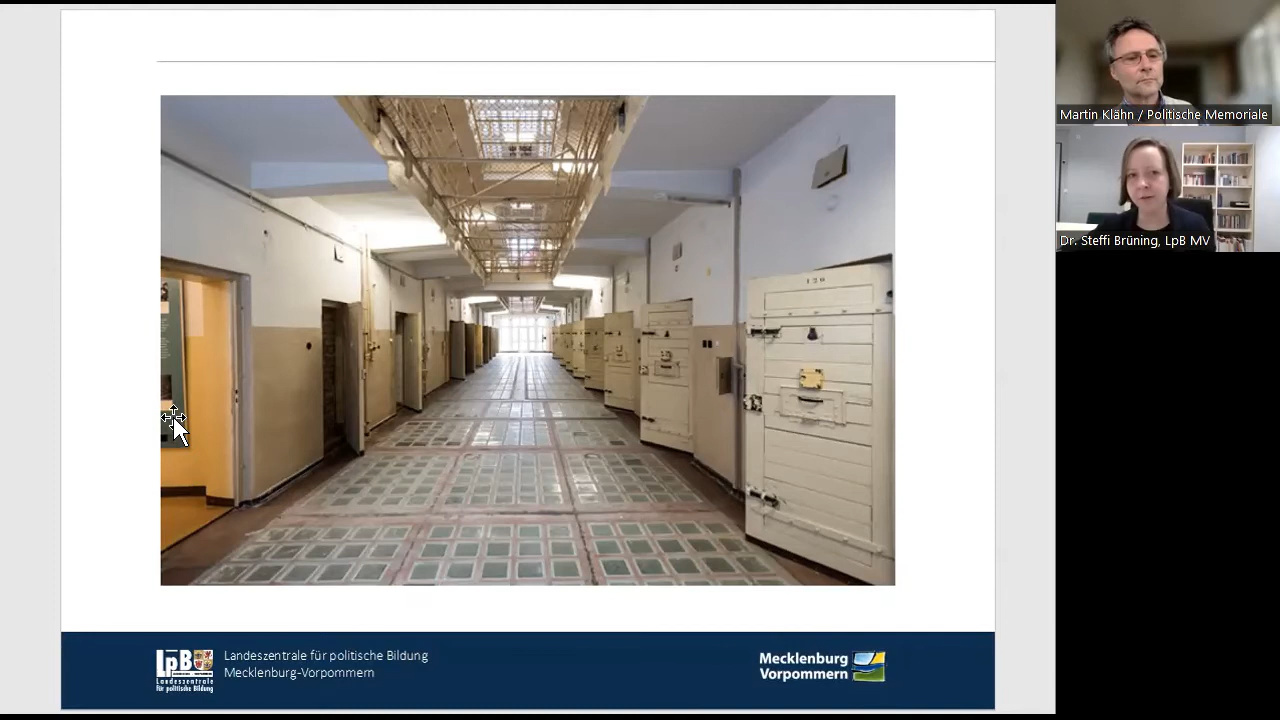 Martin Klähn / Politische Memoriale
Dr. Steffi Brüning, LpB MV
120
LpB
Landeszentrale
für politische Bildung
Landeszentrale für politische Bildung
Mecklenburg-Vorpommern
Mecklenburg
Vorpommern